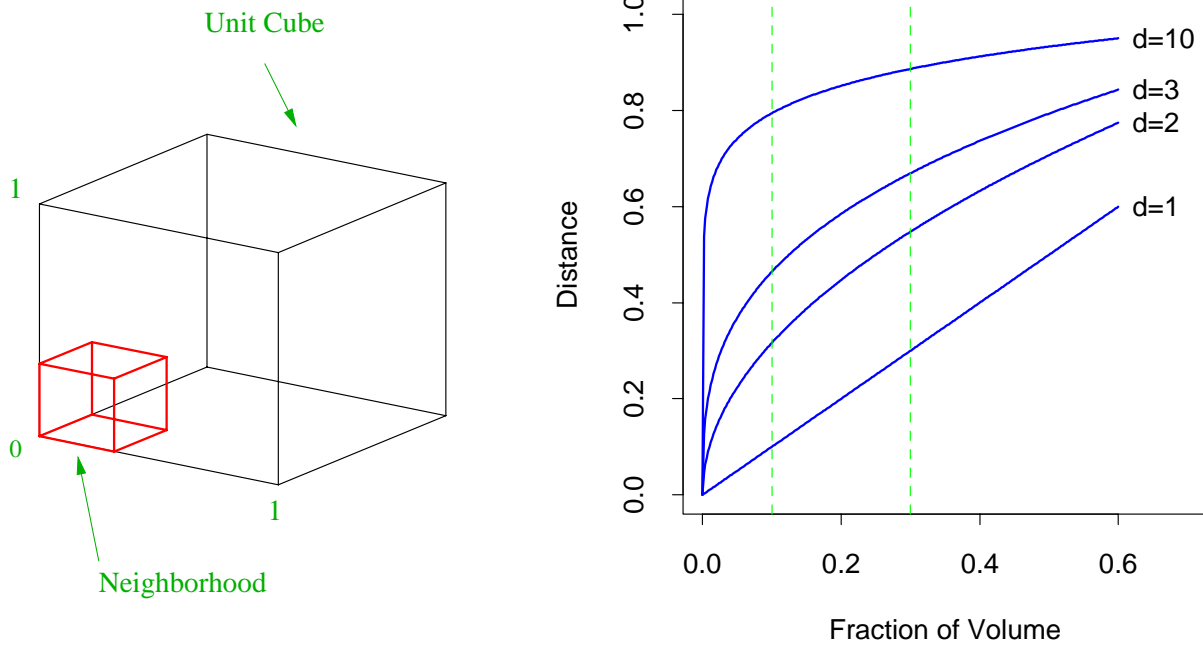 Unit Cube
1
0
1
Neighborhood
Distance
0.0
0.2
0.4
0.6
0.8
1.0
d=10
d=3
d=2
d=1
0.0 0.2 0.4 0.6
Fraction of Volume